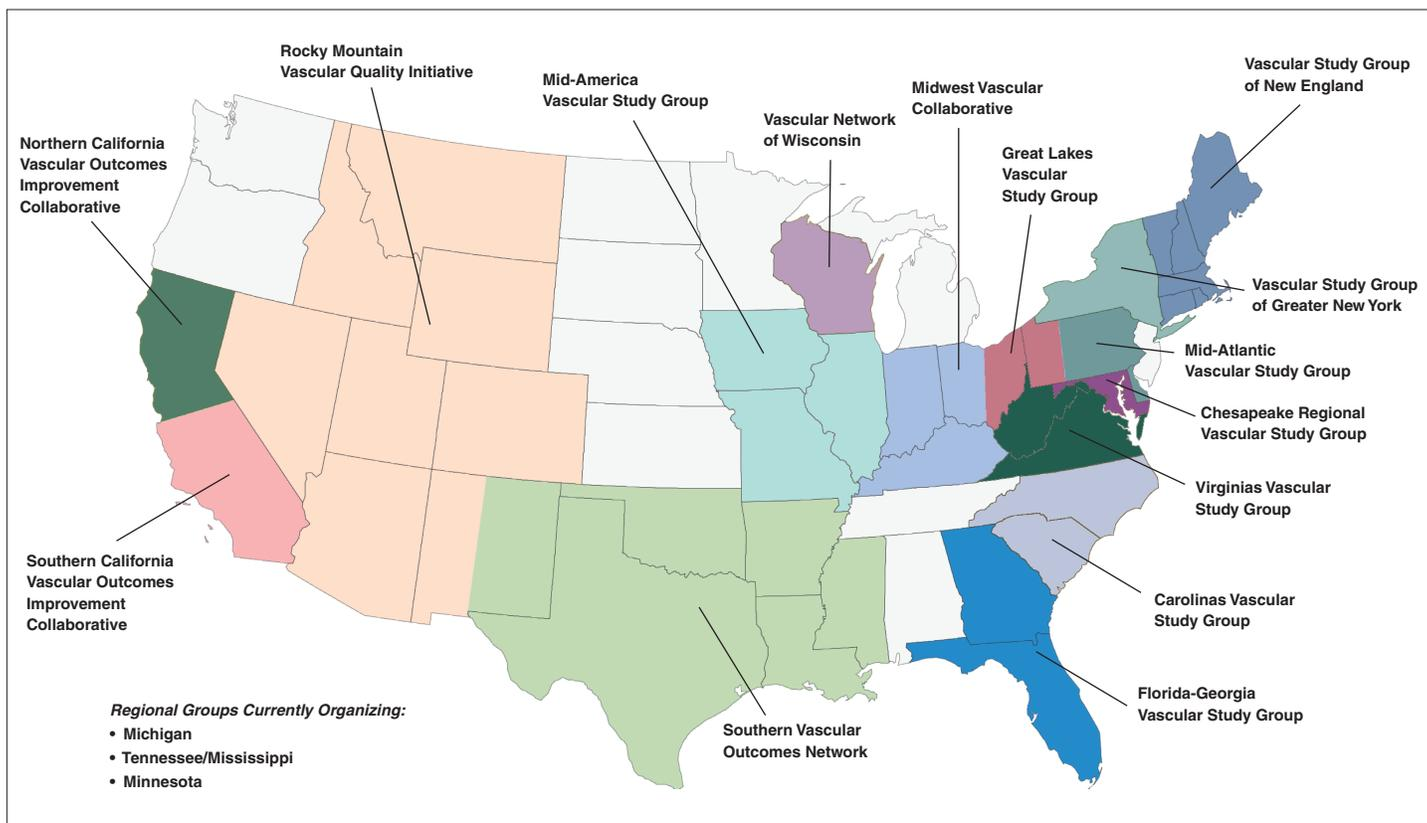 Rocky Mountain
Vascular Quality Initiative
Mid-America
Vascular Study Group
Vascular Network
of Wisconsin
Midwest Vascular
Collaborative
Great Lakes
Vascular
Study Group
Vascular Study Group
of New England
Northern California
Vascular Outcomes
Improvement
Collaborative
Vascular Study Group
of Greater New York
Mid-Atlantic
Vascular Study Group
Chesapeake Regional
Vascular Study Group
Virginias Vascular
Study Group
Southern California
Vascular Outcomes
Improvement
Collaborative
Carolinas Vascular
Study Group
Florida-Georgia
Vascular Study Group
Southern Vascular
Outcomes Network
Regional Groups Currently Organizing:
• Michigan
• Tennessee/Mississippi
• Minnesota